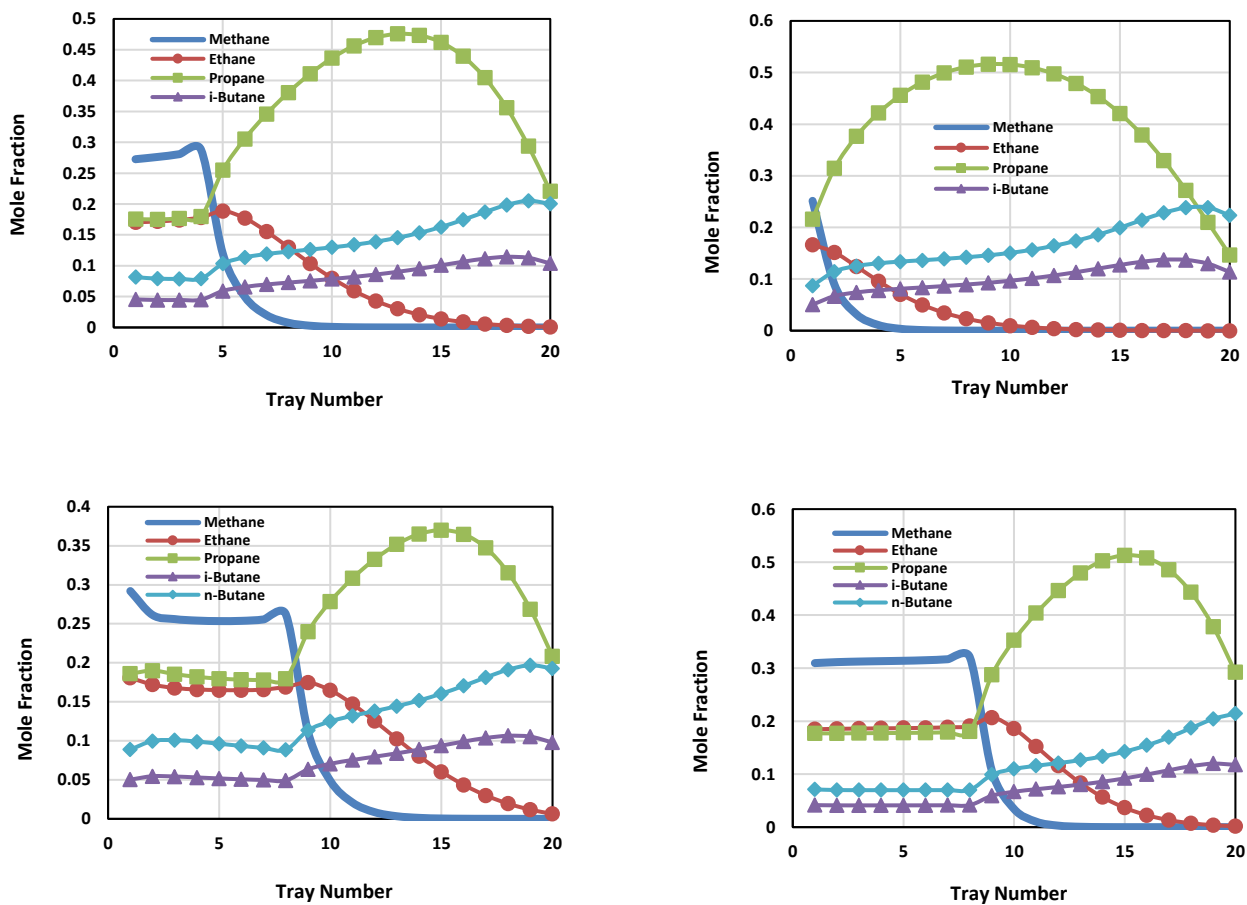 0.5
0.45
0.4
0.35
0.3
0.25
0.2
0.15
0.1
0.05
0
Mole Fraction
Methane
Ethane
Propane
i-Butane
0 5 10 15 20
Tray Number
0.6
0.5
0.4
0.3
0.2
0.1
0
Mole Fraction
Methane
Ethane
Propane
i-Butane
0 5 10 15 20
Tray Number
0.4
0.35
0.3
0.25
0.2
0.15
0.1
0.05
0
Mole Fraction
Methane
Ethane
Propane
i-Butane
n-Butane
0 5 10 15 20
Tray Number
0.6
0.5
0.4
0.3
0.2
0.1
0
Mole Fraction
Methane
Ethane
Propane
i-Butane
n-Butane
0 5 10 15 20
Tray Number